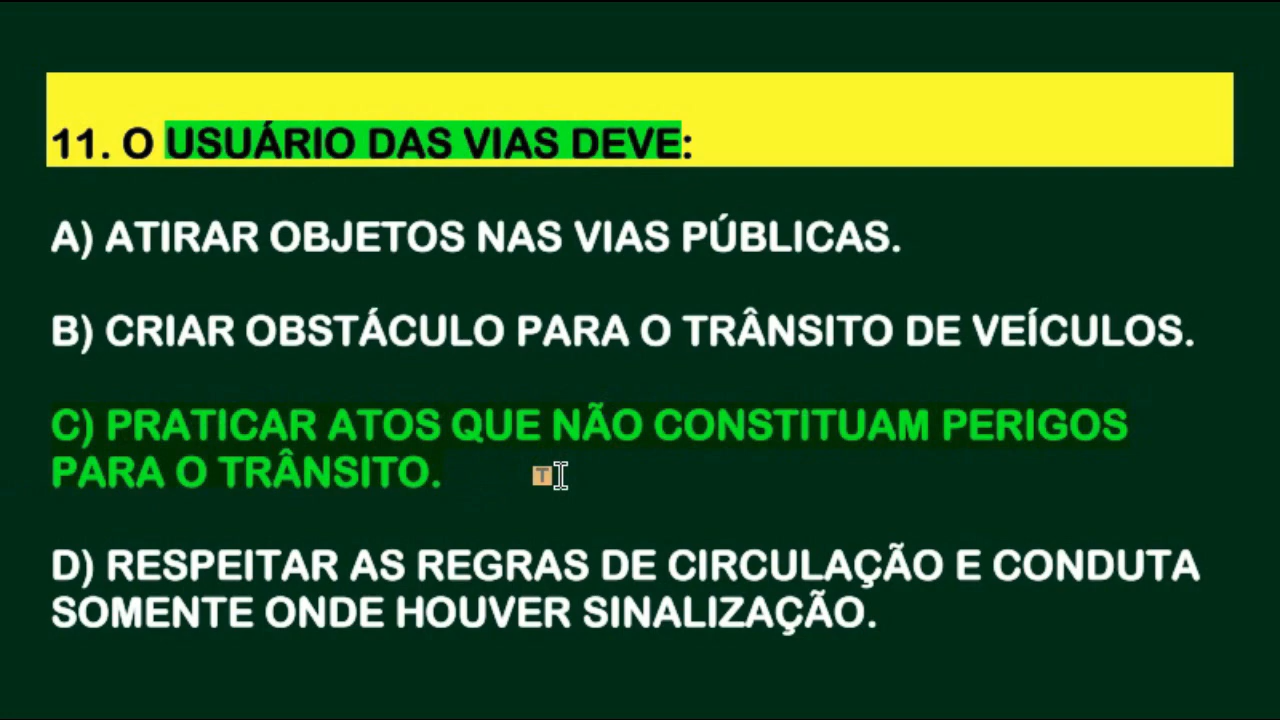 11. O USUÁRIO DAS VIAS DEVE:
A) ATIRAR OBJETOS NAS VIAS PÚBLICAS.
B) CRIAR OBSTÁCULO PARA O TRÂNSITO DE VEÍCULOS.
C) PRATICAR ATOS QUE NÃO CONSTITUAM PERIGOS
PARA O TRÂNSITO.
T
D) RESPEITAR AS REGRAS DE CIRCULAÇÃO E CONDUTA
SOMENTE ONDE HOUVER SINALIZAÇÃO.